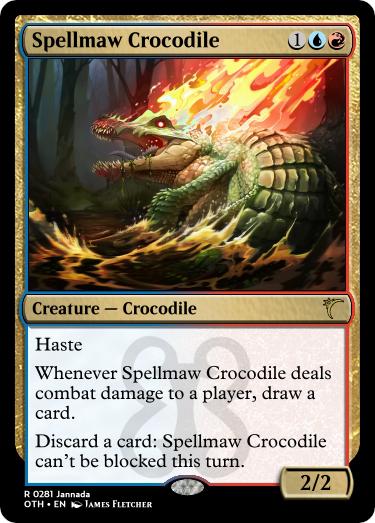 Spellmaw Crocodile 1
Creature — Crocodile
Haste
Whenever Spellmaw Crocodile deals
combat damage to a player, draw a
card.
Discard a card: Spellmaw Crocodile
can't be blocked this turn.
2/2
R 0281 Jannada
OTH • EN James Fletcher